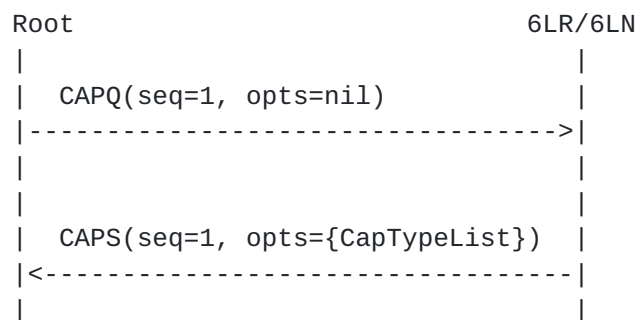 Root 6LR/6LN
CAPQ(seq=1, opts=nil)
CAPS(seq=1, opts={CapTypeList})